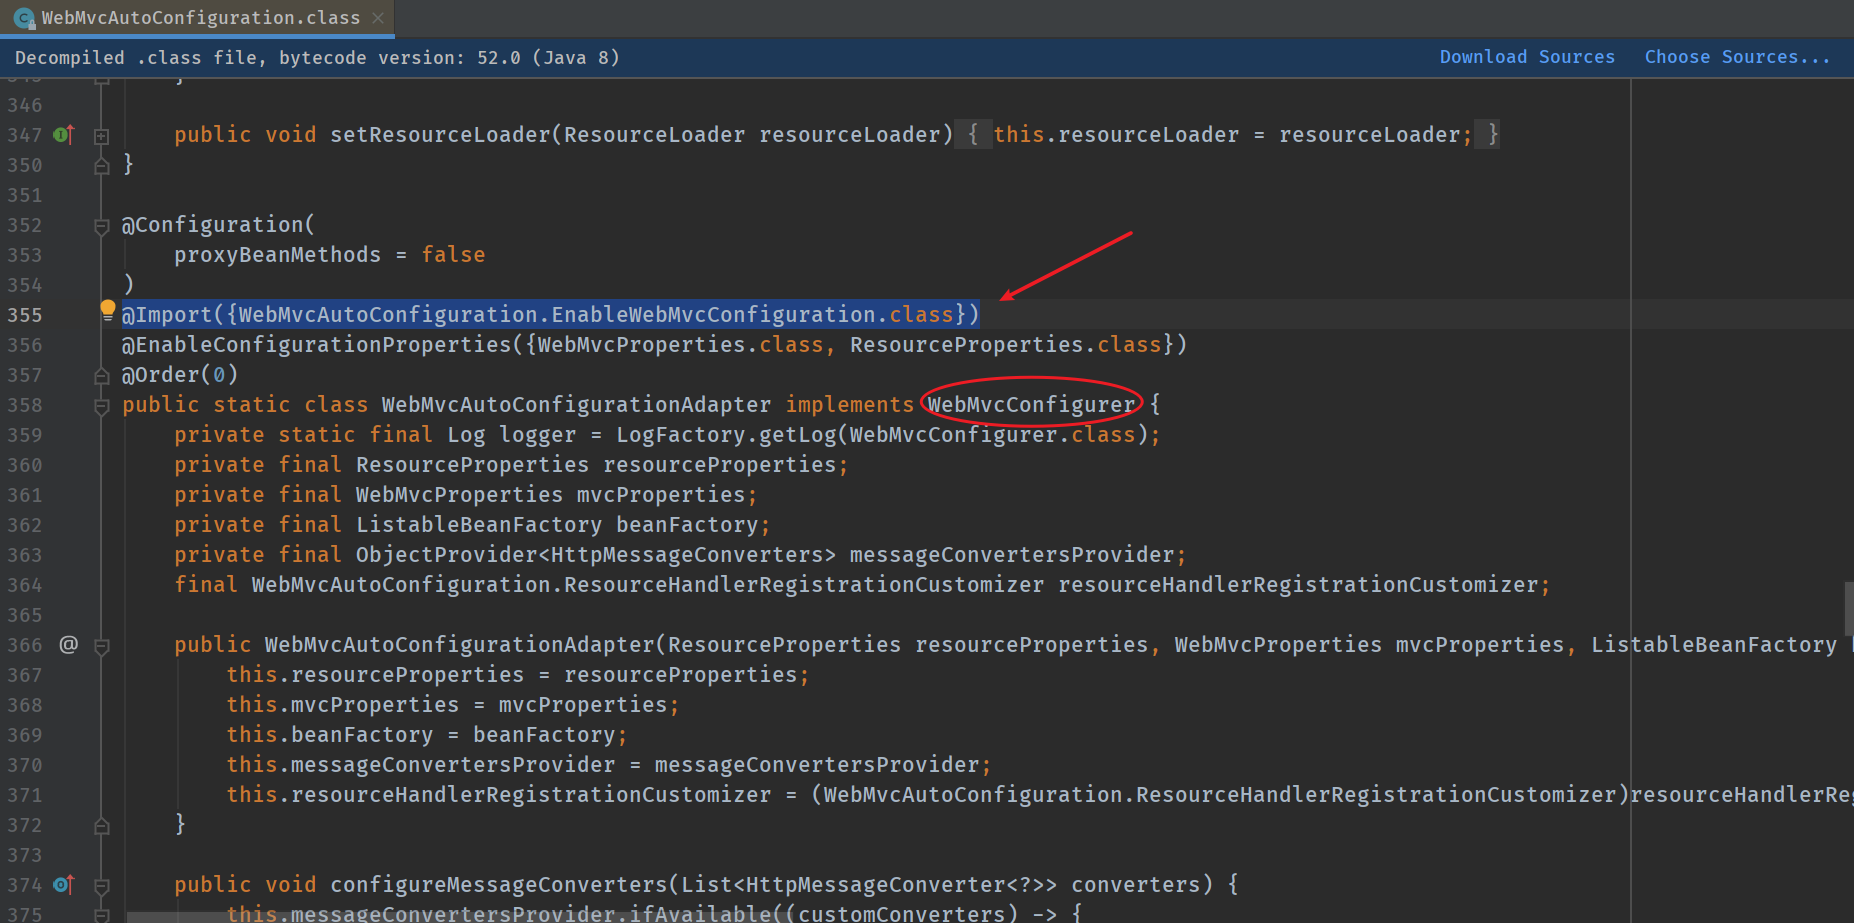 WebMvcAutoConfiguration.class
Decompiled .class file, bytecode version: 52.0 (Java 8) Download Sources Choose Sources...
345 }
346
347 public void setResourceLoader(ResourceLoader resourceLoader) { this.resourceLoader = resourceLoader; }
350 }
351
352 @Configuration(
353 proxyBeanMethods = false
354 )
355 @Import({WebMvcAutoConfiguration.EnableWebMvcConfiguration.class})
356 @EnableConfigurationProperties({WebMvcProperties.class, ResourceProperties.class})
357 @Order(0)
358 public static class WebMvcAutoConfigurationAdapter implements WebMvcConfigurer {
359 private static final Log logger = LogFactory.getLog(WebMvcConfigurer.class);
360 private final ResourceProperties resourceProperties;
361 private final WebMvcProperties mvcProperties;
362 private final ListableBeanFactory beanFactory;
363 private final ObjectProvider<HttpMessageConverters> messageConvertersProvider;
364 final WebMvcAutoConfiguration.ResourceHandlerRegistrationCustomizer resourceHandlerRegistrationCustomizer;
365
366 @ public WebMvcAutoConfigurationAdapter(ResourceProperties resourceProperties, WebMvcProperties mvcProperties, ListableBeanFactory
367 this.resourceProperties = resourceProperties;
368 this.mvcProperties = mvcProperties;
369 this.beanFactory = beanFactory;
370 this.messageConvertersProvider = messageConvertersProvider;
371 this.resourceHandlerRegistrationCustomizer = (WebMvcAutoConfiguration.ResourceHandlerRegistrationCustomizer)resourceHandlerReg
372 }
373
374 public void configureMessageConverters(List<HttpMessageConverter<?>> converters) {
375 this.messageConvertersProvider.ifAvailable((customConverters) -> {